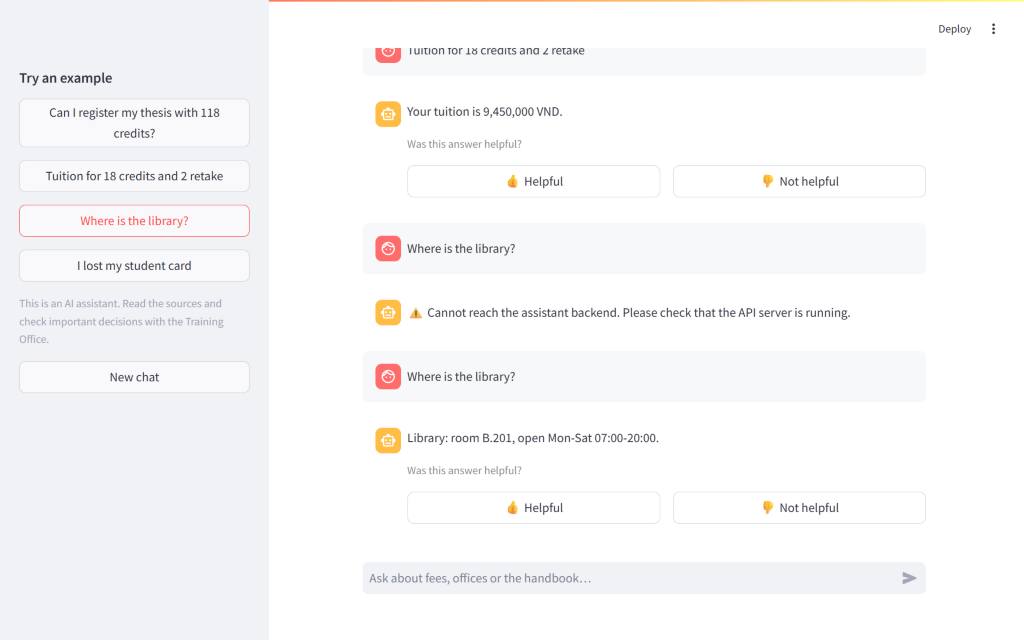 Deploy
Try an example
Can I register my thesis with 118
credits?
Tuition for 18 credits and 2 retake
Where is the library?
I lost my student card
This is an AI assistant. Read the sources and
check important decisions with the Training
Office.
New chat
Tuition for 18 credits and 2 retake
Your tuition is 9,450,000 VND.
Was this answer helpful?
👍 Helpful
👎 Not helpful
Where is the library?
⚠️ Cannot reach the assistant backend. Please check that the API server is running.
Where is the library?
Library: room B.201, open Mon-Sat 07:00-20:00.
Was this answer helpful?
👍 Helpful
👎 Not helpful
Ask about fees, offices or the handbook…